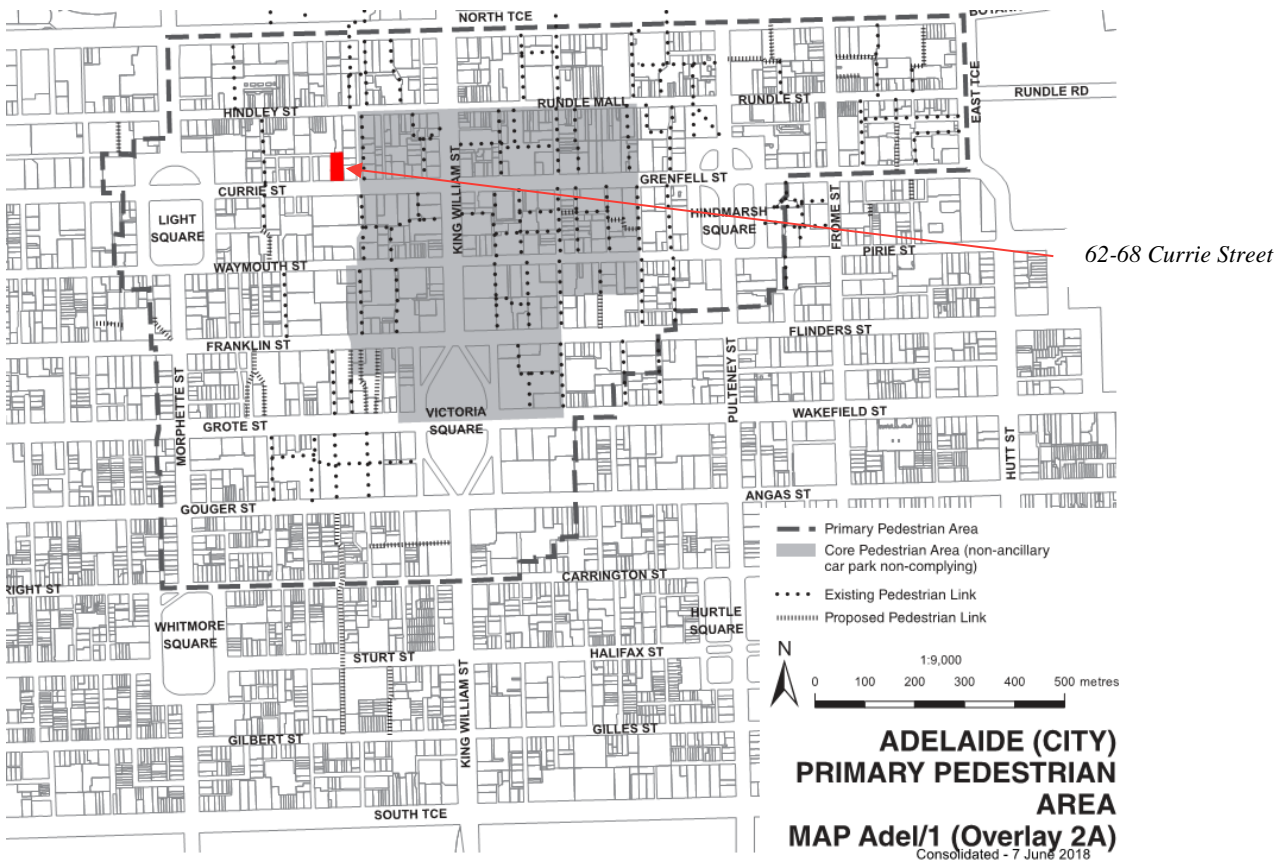 NORTH TCE
BOTAN
HINDLEY ST
RUNDLE MALL
RUNDLE ST
EAST TCE
RUNDLE RD
CURRIE ST
KING WILLIAM ST
GRENFELL ST
LIGHT
SQUARE
HINDMARSH
SQUARE
FROME ST
PIRIE ST
62-68 Currie Street
WAYMOUTH ST
FLINDERS ST
FRANKLIN ST
MORPHETT ST
VICTORIA
SQUARE
PULTENEY ST
WAKEFIELD ST
GROTE ST
HUTT ST
ANGAS ST
GOUGER ST
Primary Pedestrian Area
Core Pedestrian Area (non-ancillary
car park non-complying)
Existing Pedestrian Link
Proposed Pedestrian Link
RIGHT ST
CARRINGTON ST
WHITMORE
SQUARE
HURTLE
SQUARE
STURT ST
HALIFAX ST
N
1:9,000
0 100 200 300 400 500 metres
KING WILLIAM ST
GILBERT ST
GILLES ST
SOUTH TCE
ADELAIDE (CITY)
PRIMARY PEDESTRIAN
AREA
MAP Adel/1 (Overlay 2A)
Consolidated - 7 June 2018